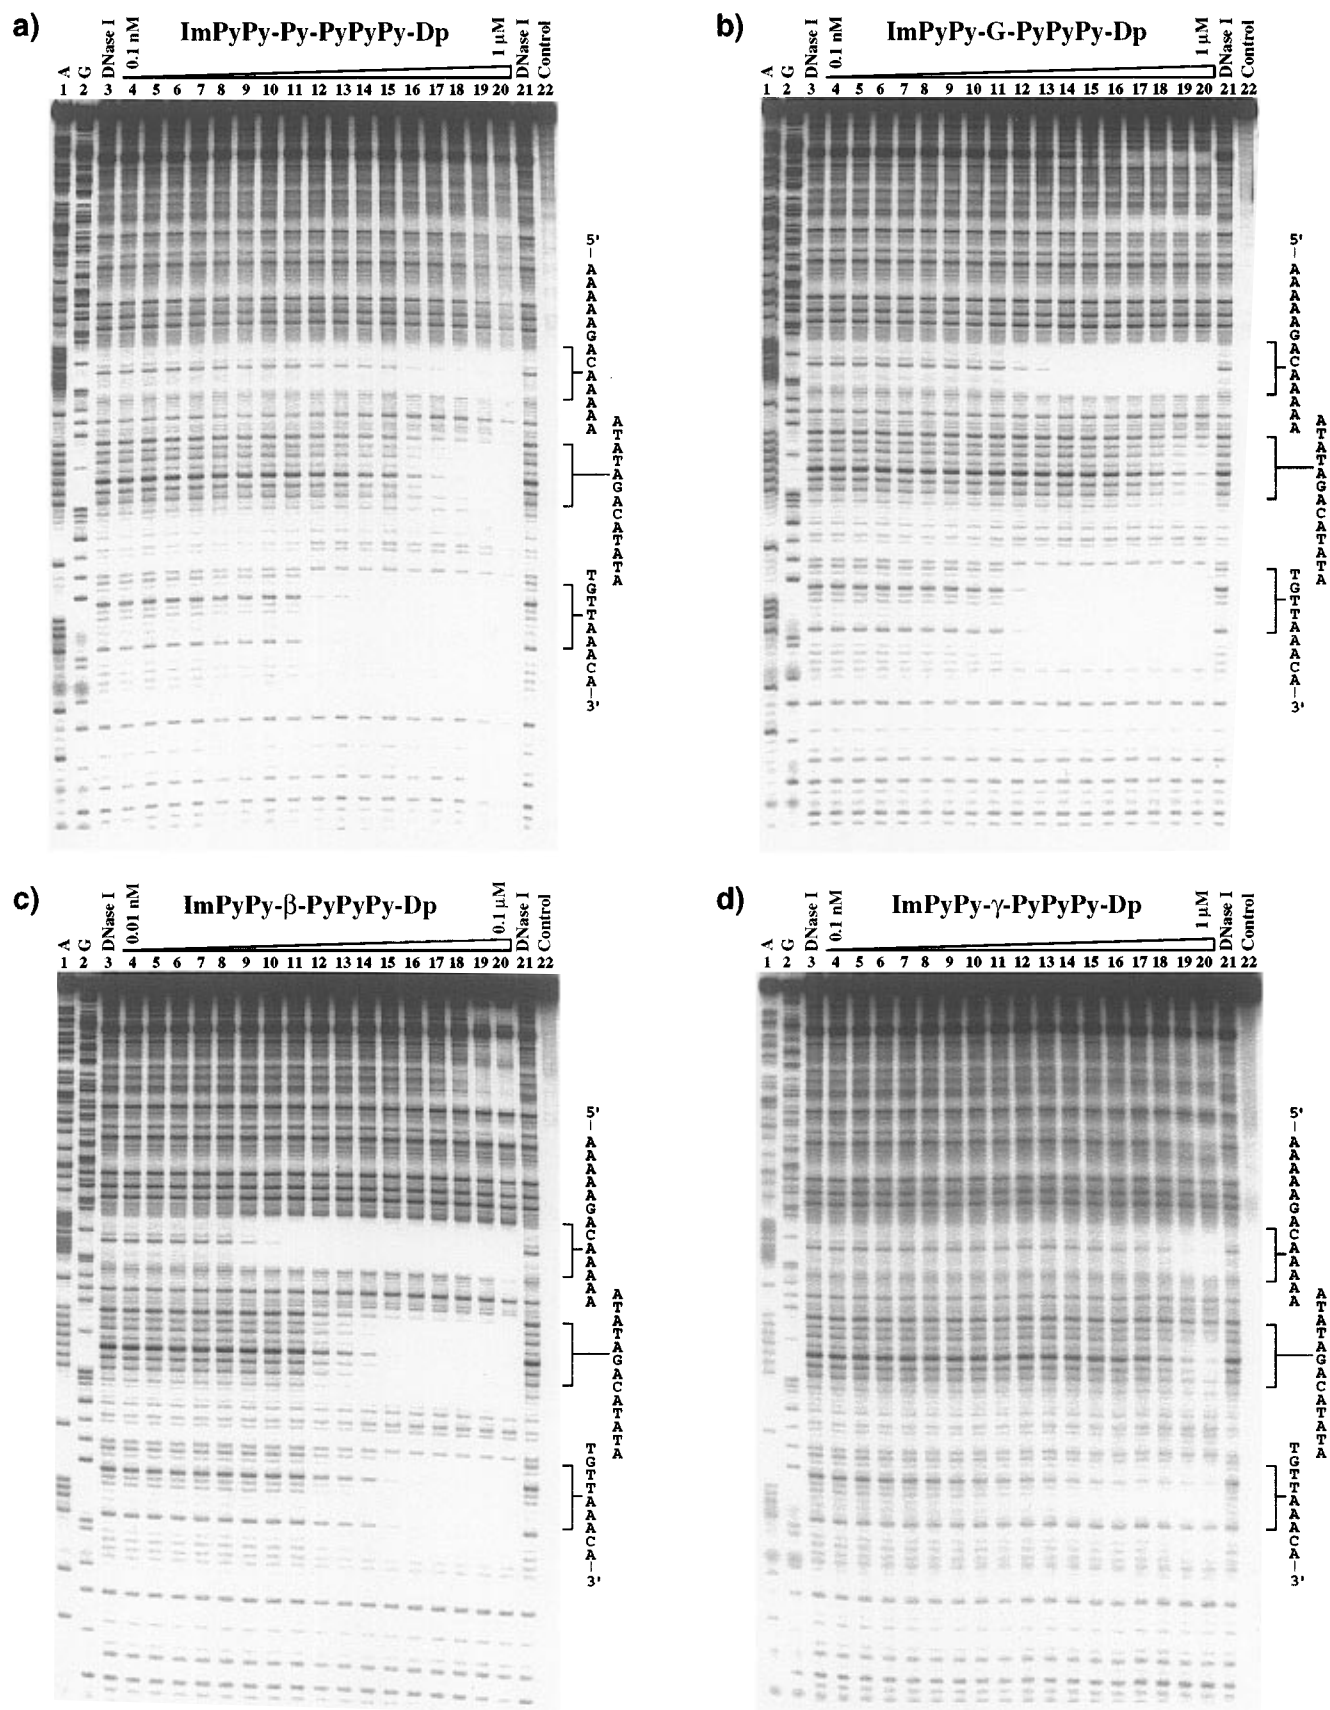 a)
ImPyPy-Py-PyPyPy-Dp
A
G
DNase I
0.1 nM
1 μM
DNase I
Control
1 2 3 4 5 6 7 8 9 10 11 12 13 14 15 16 17 18 19 20 21 22
5'-AAAAAGACAAAAA
ATATAGACATATA
TGTTAAACA-3'
b)
ImPyPy-G-PyPyPy-Dp
A
G
DNase I
0.1 nM
1 μM
DNase I
Control
1 2 3 4 5 6 7 8 9 10 11 12 13 14 15 16 17 18 19 20 21 22
5'-AAAAAGACAAAAA
ATATAGACATATA
TGTTAAACA-3'
c)
ImPyPy-β-PyPyPy-Dp
A
G
DNase I
0.01 nM
0.1 μM
DNase I
Control
1 2 3 4 5 6 7 8 9 10 11 12 13 14 15 16 17 18 19 20 21 22
5'-AAAAAGACAAAAA
ATATAGACATATA
TGTTAAACA-3'
d)
ImPyPy-γ-PyPyPy-Dp
A
G
DNase I
0.1 nM
1 μM
DNase I
Control
1 2 3 4 5 6 7 8 9 10 11 12 13 14 15 16 17 18 19 20 21 22
5'-AAAAAGACAAAAA
ATATAGACATATA
TGTTAAACA-3'